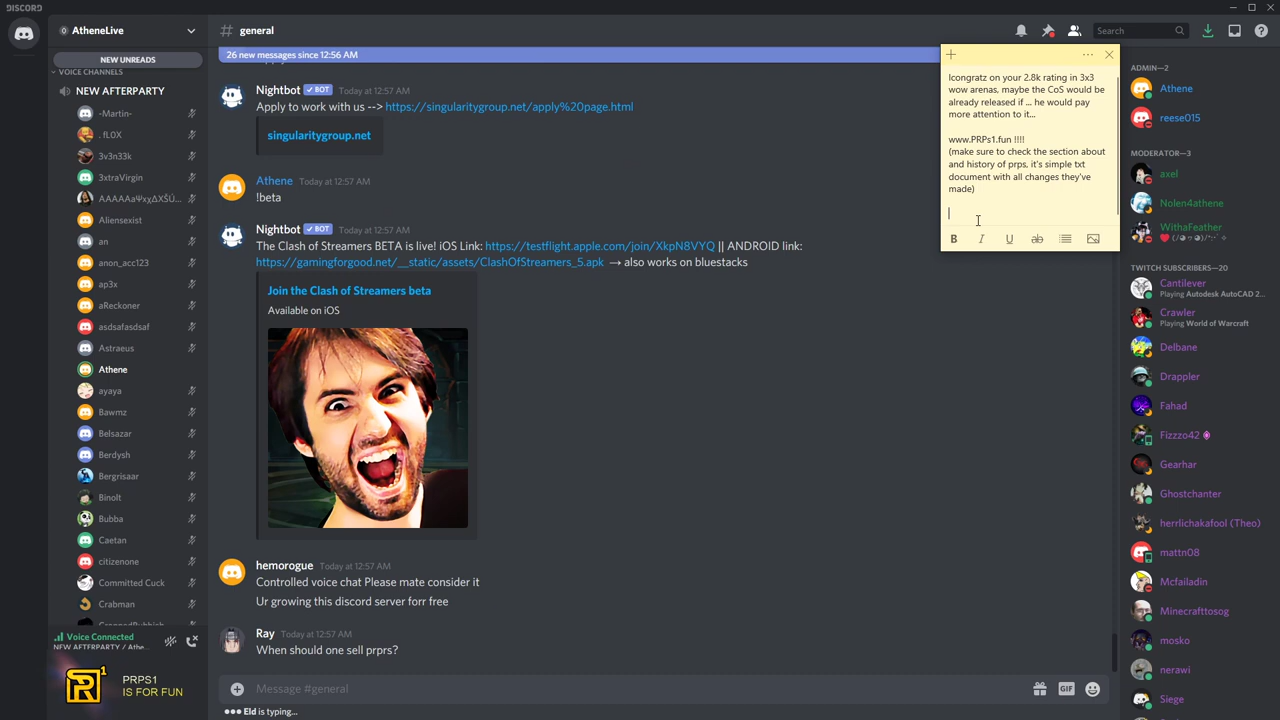 DISCORD
AtheneLive
NEW UNREADS
VOICE CHANNELS
NEW AFTERPARTY
-Martin-
. fL0X
3v3n33k
3xtraVirgin
AAAAAaΨxχΔXŠÜ...
Aliensexist
an
anon_acc123
ap3x
aReckoner
asdsafasdsaf
Astraeus
Athene
ayaya
Bawmz
Belsazar
Berdysh
Bergrisaar
Binolt
Bubba
Caetan
citizenone
Committed Cuck
Crabman
Voice Connected
NEW AFTERPARTY / Athe...
PRPS1
IS FOR FUN
# general
Search
26 new messages since 12:56 AM
Nightbot BOT Today at 12:57 AM
Apply to work with us --> https://singularitygroup.net/apply%20page.html
singularitygroup.net
Athene Today at 12:57 AM
!beta
Nightbot BOT Today at 12:57 AM
The Clash of Streamers BETA is live! iOS Link: https://testflight.apple.com/join/XkpN8VYQ || ANDROID link:
https://gamingforgood.net/__static/assets/ClashOfStreamers_5.apk → also works on bluestacks
Join the Clash of Streamers beta
Available on iOS
hemorogue Today at 12:57 AM
Controlled voice chat Please mate consider it
Ur growing this discord server forr free
Ray Today at 12:57 AM
When should one sell prprs?
Message #general
GIF
Eld is typing...
Icongratz on your 2.8k rating in 3x3
wow arenas, maybe the CoS would be
already released if ... he would pay
more attention to it...
www.PRPs1.fun !!!!
(make sure to check the section about
and history of prps, it's simple txt
document with all changes they've
made)
B I U ab
ADMIN—2
Athene
reese015
MODERATOR—3
axel
Nolen4athene
WithaFeather
TWITCH SUBSCRIBERS—20
Cantilever
Playing Autodesk AutoCAD 2...
Crawler
Playing World of Warcraft
Delbane
Drappler
Fahad
Fizzzo42
Gearhar
Ghostchanter
herrlichakafool (Theo)
mattn08
Mcfailadin
Minecrafttosog
mosko
nerawi
Siege